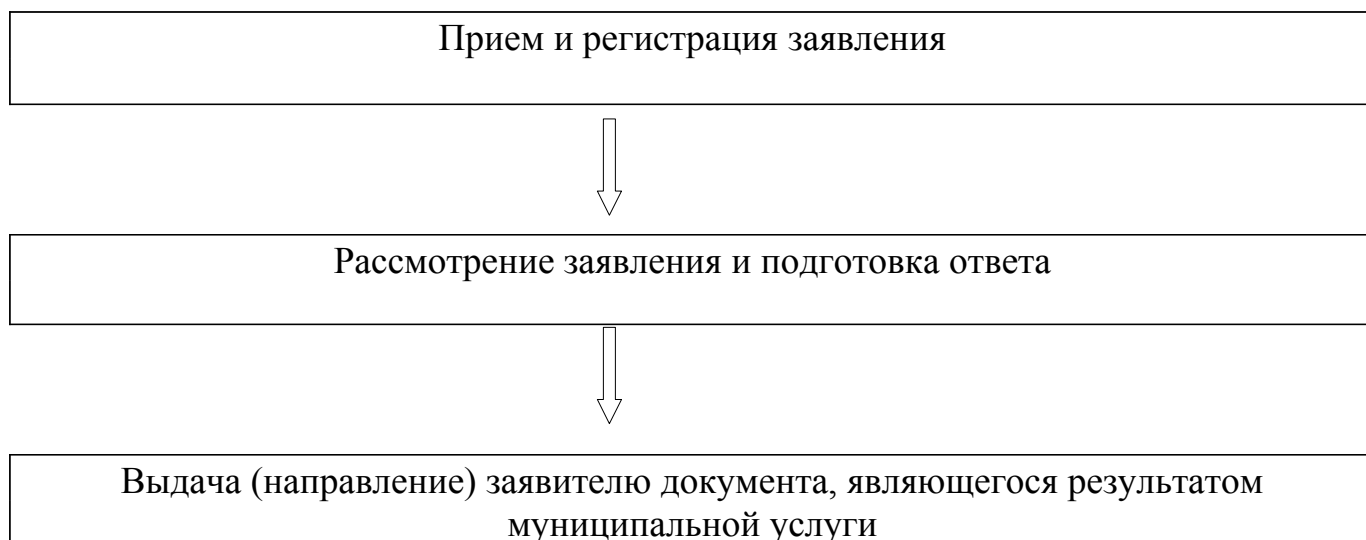 Прием и регистрация заявления
Рассмотрение заявления и подготовка ответа
Выдача (направление) заявителю документа, являющегося результатом
муниципальной услуги